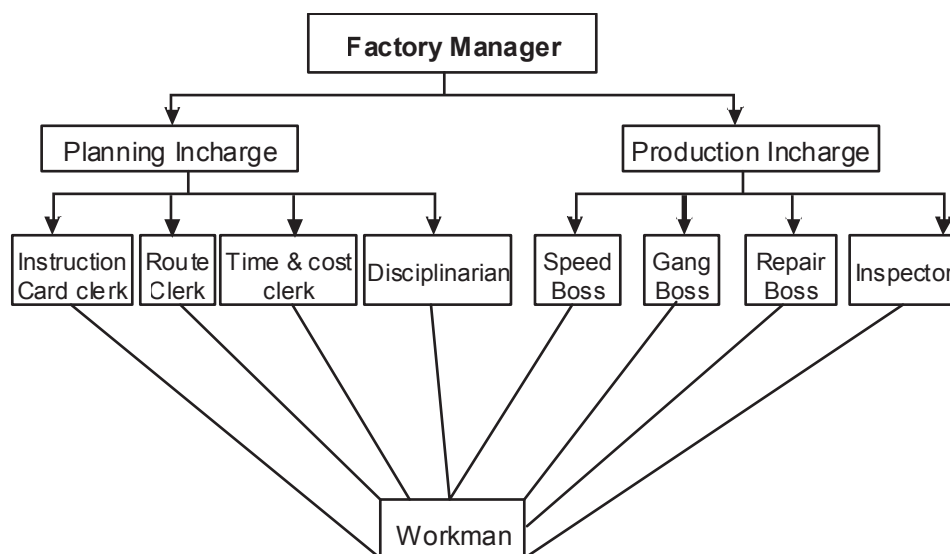 Factory Manager
Planning Incharge
Production Incharge
Instruction
Card clerk
Route
Clerk
Time & cost
clerk
Disciplinarian
Speed
Boss
Gang
Boss
Repair
Boss
Inspector
Workman